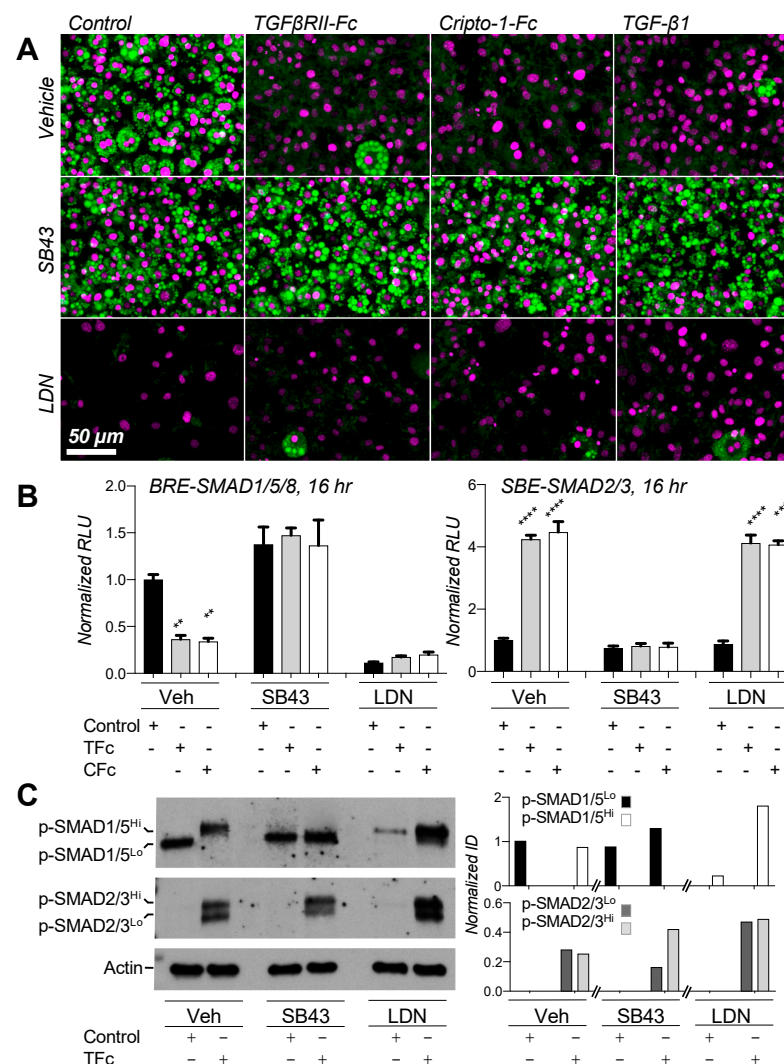 Control TGFβRII-Fc Cripto-1-Fc TGF-β1
A
Vehicle
SB43
LDN
50 µm
B
BRE-SMAD1/5/8, 16 hr
Normalized RLU
2.0
1.5
1.0
0.5
0.0
** **
Veh SB43 LDN
Control + - - + - - + - -
TFc - + - - + - - + -
CFc - - + - - + - - +
SBE-SMAD2/3, 16 hr
Normalized RLU
6
4
2
0
**** **** ****
Veh SB43 LDN
+ - - + - - + - -
- + - - + - - + -
- - + - - + - - +
C
p-SMAD1/5Hi
p-SMAD1/5Lo
p-SMAD2/3Hi
p-SMAD2/3Lo
Actin
Veh SB43 LDN
Control + - + - + -
TFc - + - + - +
Normalized ID
2
1
0
p-SMAD1/5Lo
p-SMAD1/5Hi
0.6
0.4
0.2
0.0
p-SMAD2/3Lo
p-SMAD2/3Hi
Veh SB43 LDN
+ - + - + -
- + - + - +